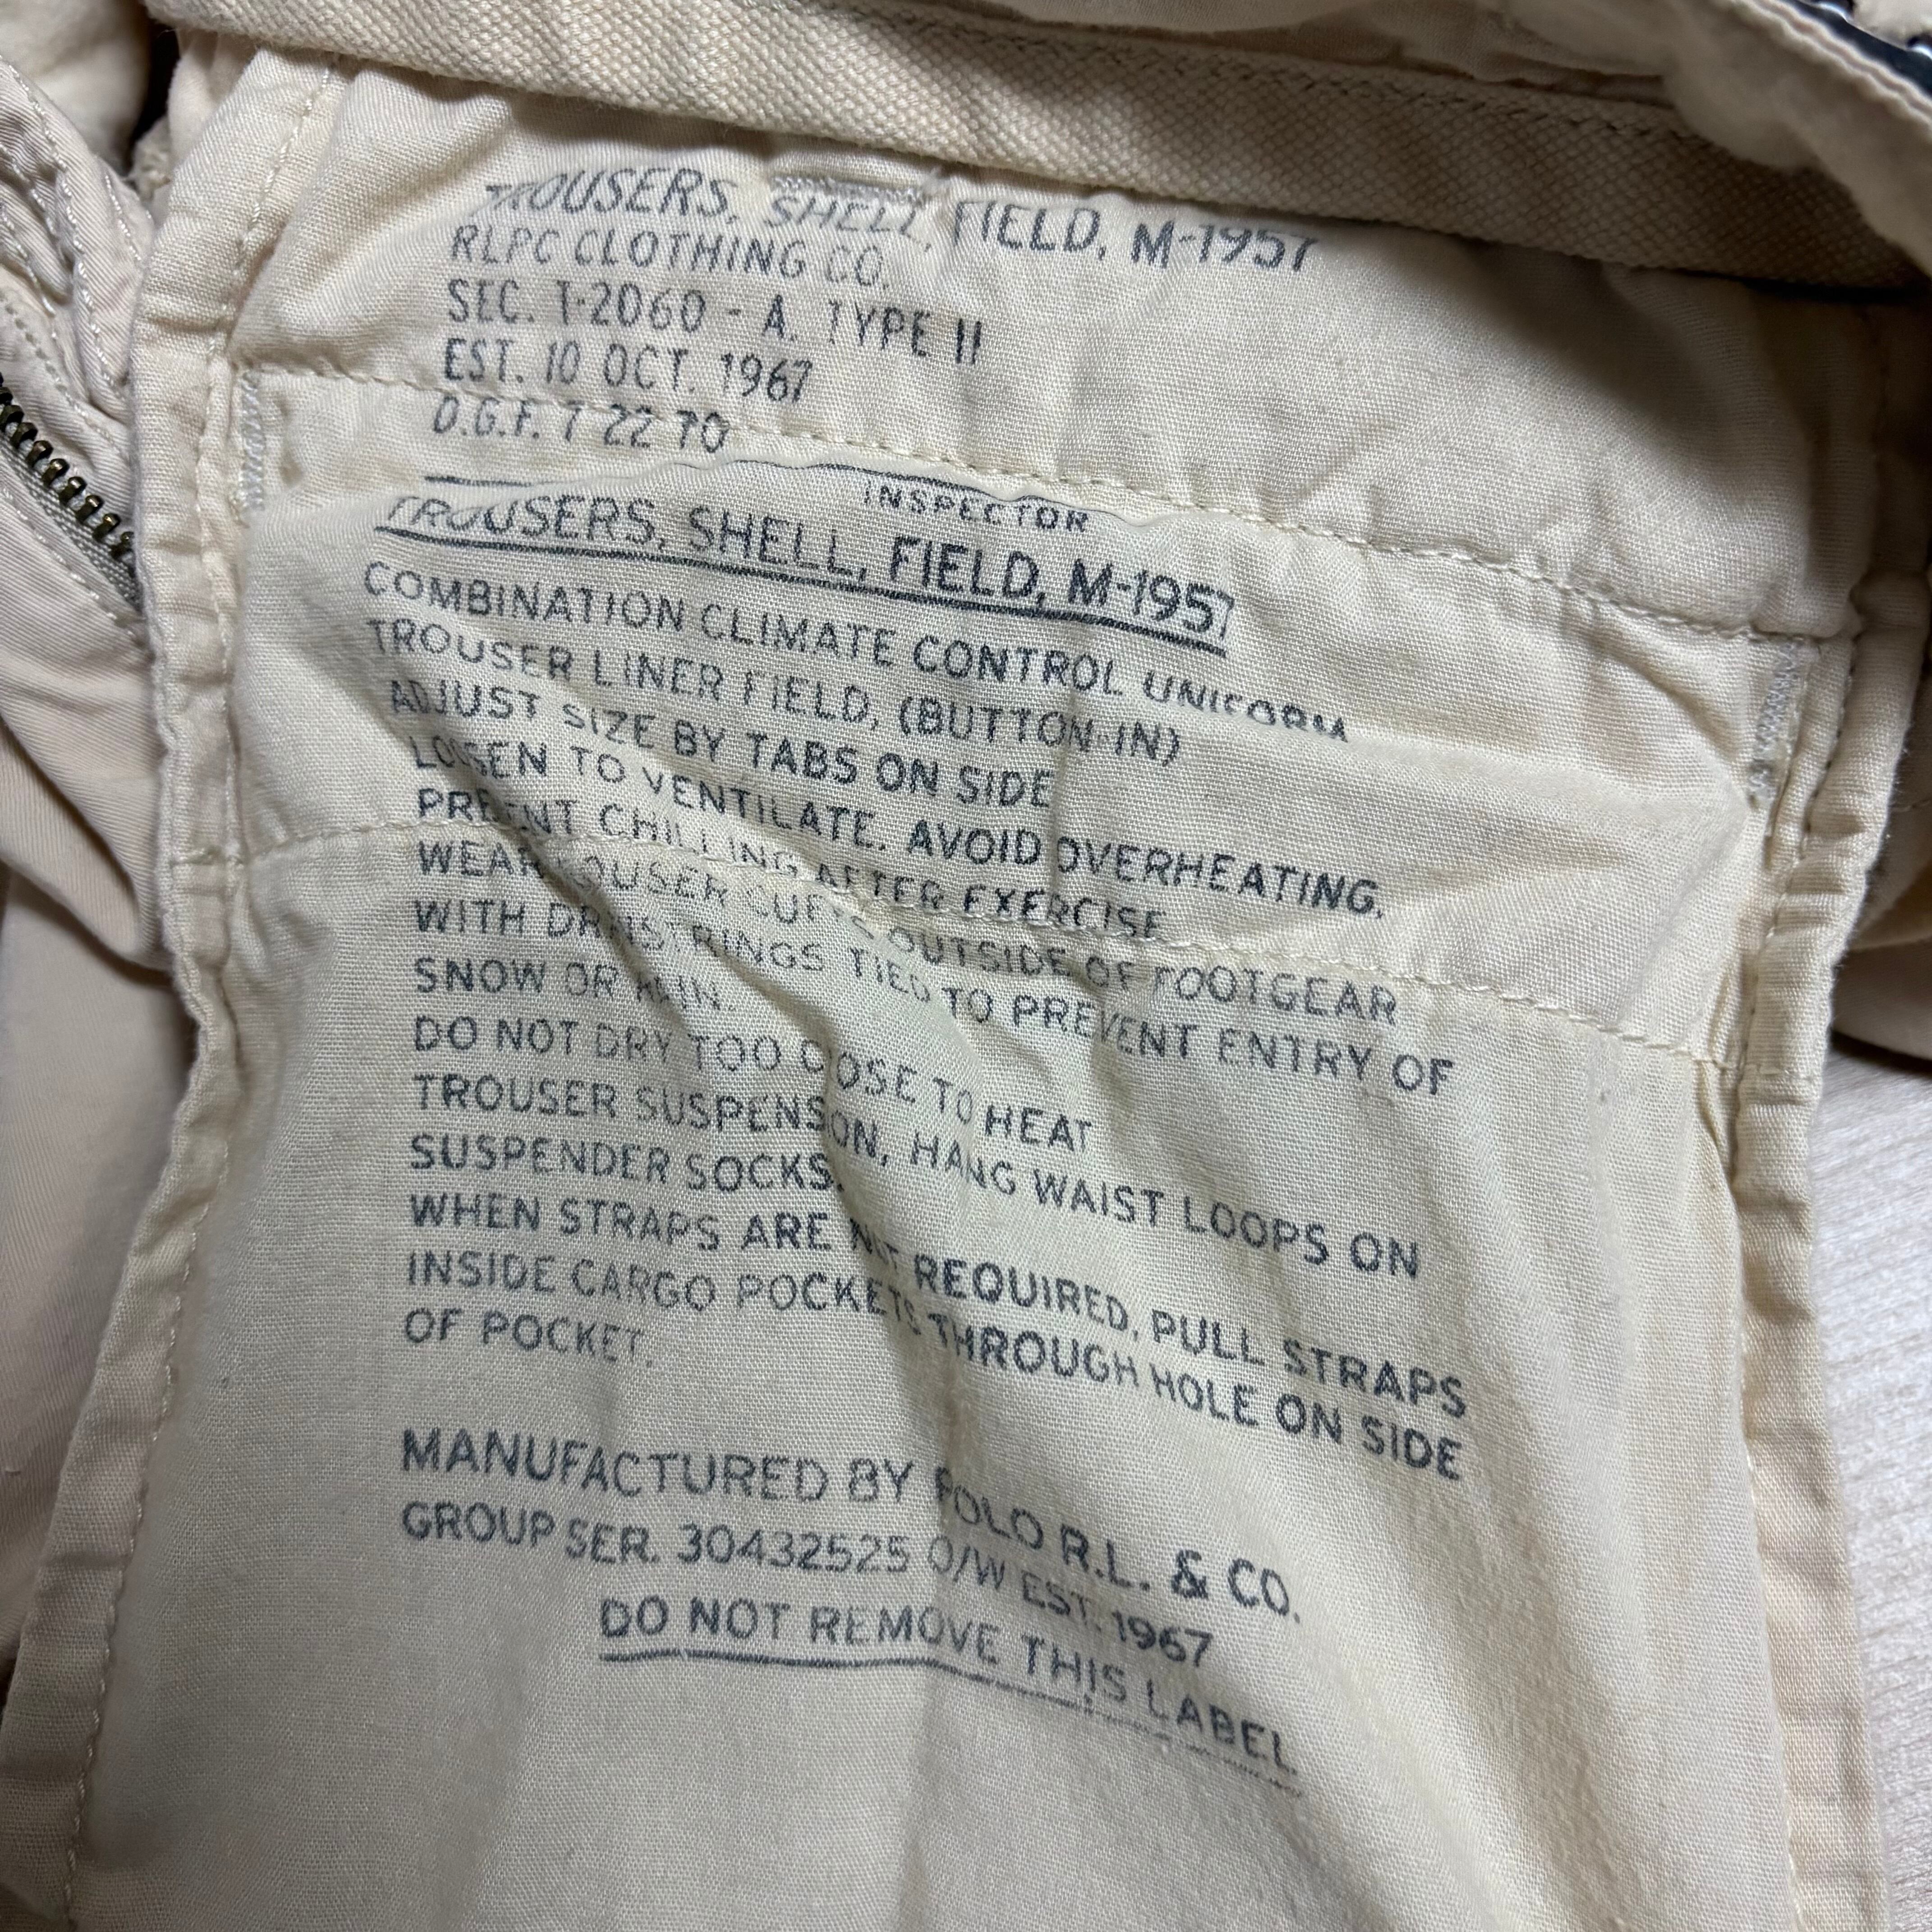 TROUSERS, SHELL, FIELD, M-1957
RLPC CLOTHING CO.
SEC. T-2060 - A. TYPE II
EST. 10 OCT. 1967
D.G.F. 7 22 70
INSPECTOR
TROUSERS, SHELL, FIELD, M-1957
COMBINATION CLIMATE CONTROL UNIFORM
TROUSER LINER FIELD, (BUTTON-IN)
ADJUST SIZE BY TABS ON SIDE
LOOSEN TO VENTILATE. AVOID OVERHEATING.
CHILLING AFTER EXERCISE
WEAR TROUSER CUFFS OUTSIDE OF FOOTGEAR
WITH TIED TO PREVENT ENTRY OF
SNOW OR RAIN.
DO NOT DRY TOO CLOSE TO HEAT
TROUSER SUSPENSION, HANG WAIST LOOPS ON
SUSPENDER SOCKS.
WHEN STRAPS ARE NOT REQUIRED, PULL STRAPS
INSIDE CARGO POCKETS THROUGH HOLE ON SIDE
OF POCKET.
MANUFACTURED BY POLO R.L. & CO.
GROUP SER. 30432525 O/W EST. 1967
DO NOT REMOVE THIS LABEL.